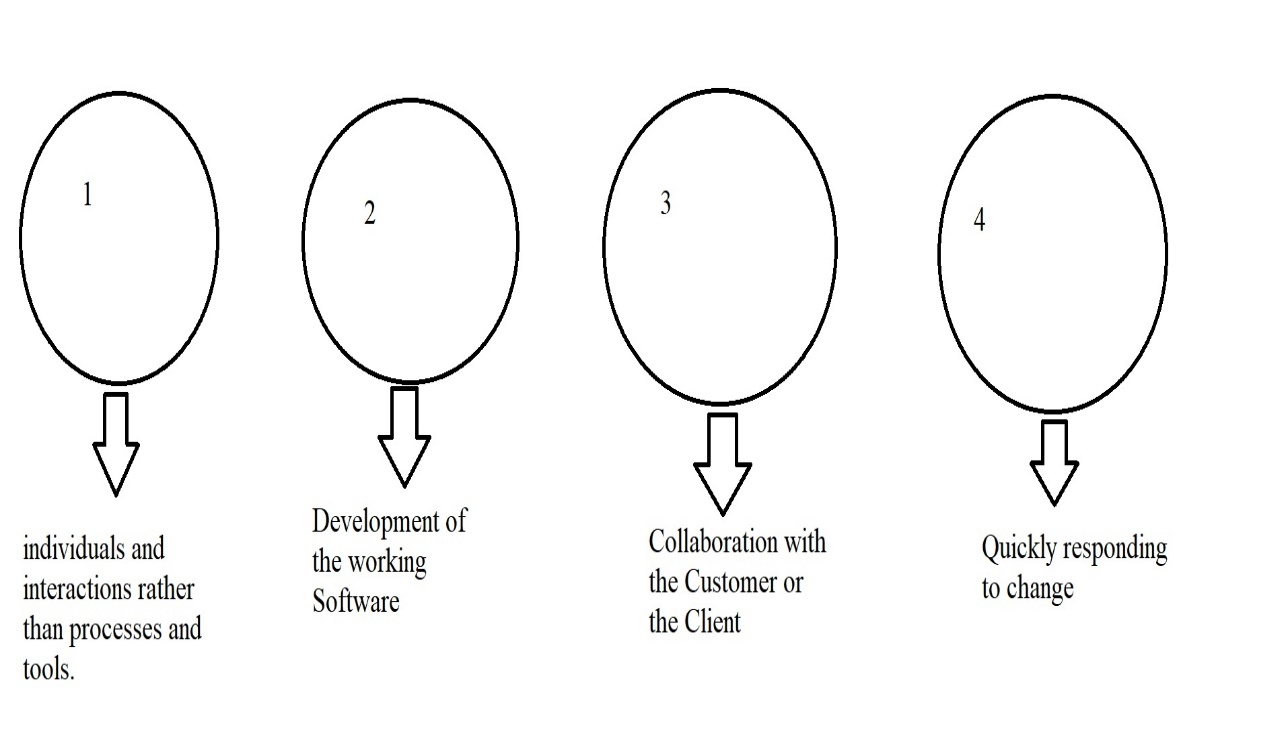 1
2
3
4
individuals and
interactions rather
than processes and
tools.
Development of
the working
Software
Collaboration with
the Customer or
the Client
Quickly responding
to change